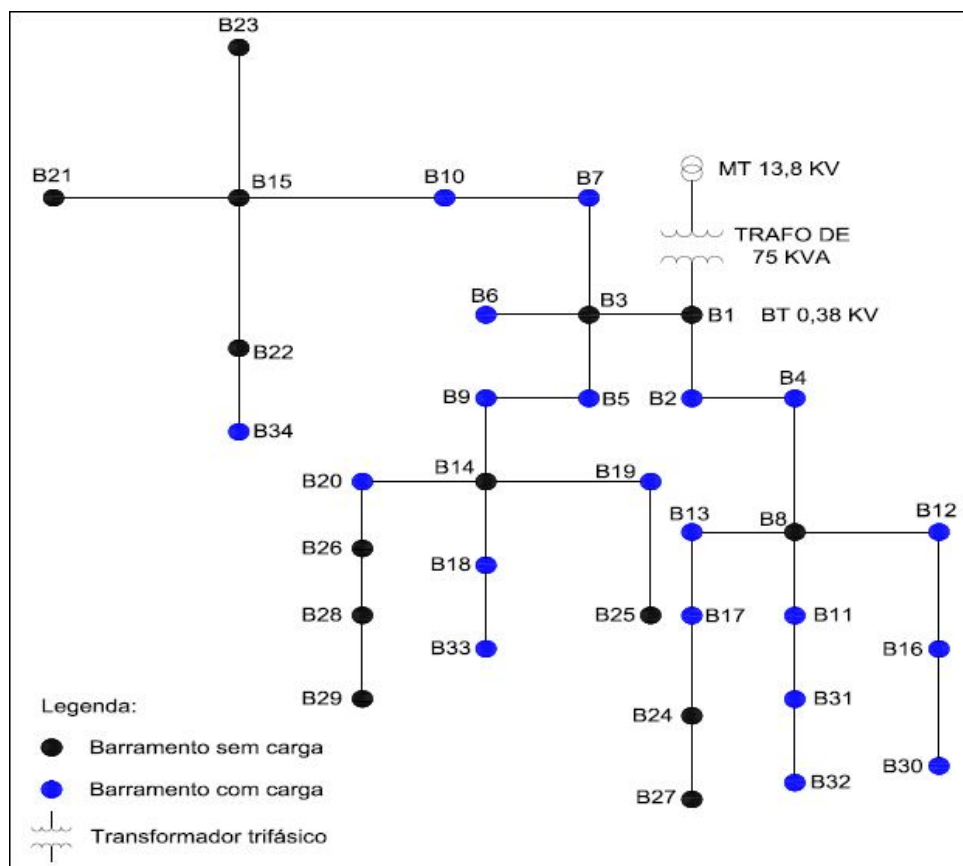 B23
B21
B15
B10
B7
MT 13,8 KV
TRAFO DE
75 KVA
B6
B3
B1
BT 0,38 KV
B22
B9
B5
B2
B4
B34
B20
B14
B19
B13
B8
B12
B26
B18
B28
B25
B17
B11
B33
B16
B29
B31
B24
B30
B27
B32
Legenda:
Barramento sem carga
Barramento com carga
Transformador trifásico